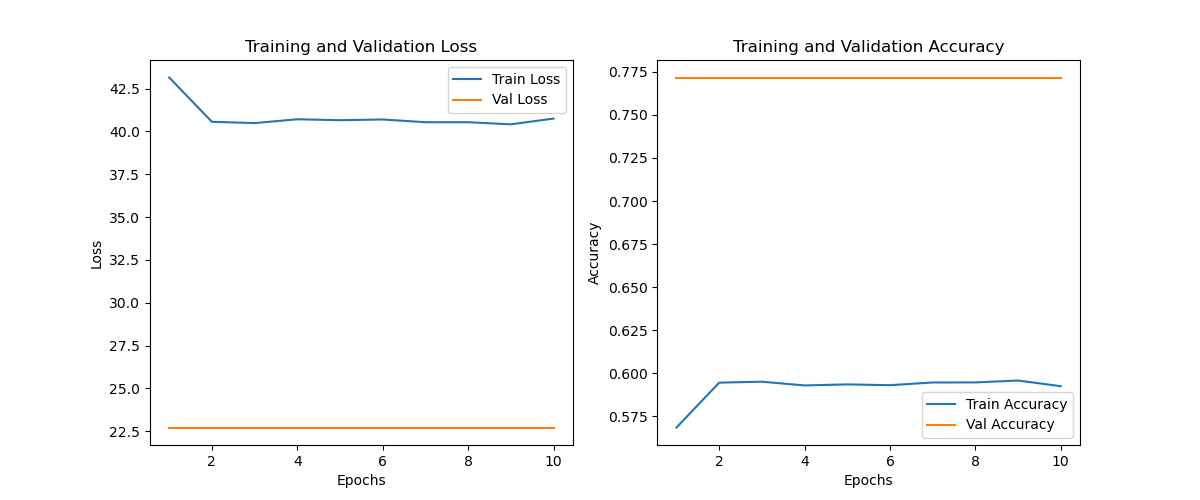 Training and Validation Loss
Train Loss
Val Loss
42.5
40.0
37.5
35.0
32.5
30.0
27.5
25.0
22.5
Loss
2
4
6
8
10
Epochs
Training and Validation Accuracy
0.775
0.750
0.725
0.700
0.675
0.650
0.625
0.600
0.575
Accuracy
Train Accuracy
Val Accuracy
2
4
6
8
10
Epochs